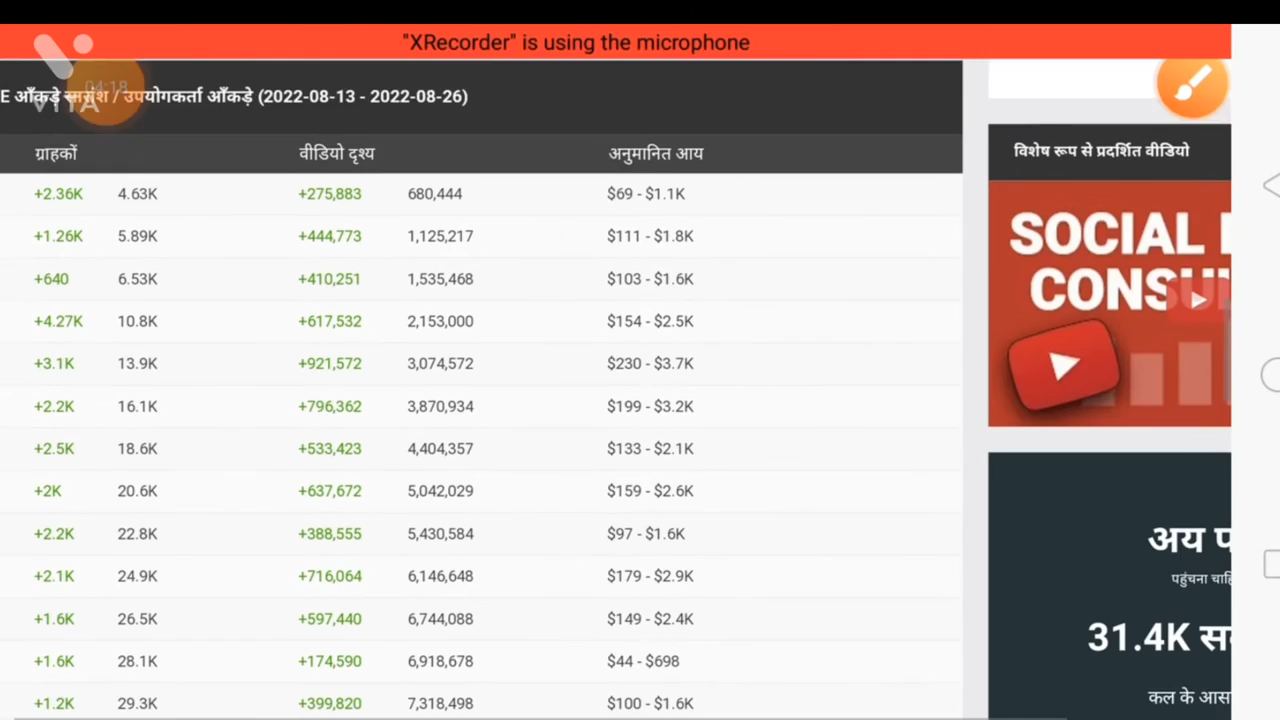 "XRecorder" is using the microphone
04:18
VITA
E आँकड़े सारांश / उपयोगकर्ता आँकड़े (2022-08-13 - 2022-08-26)
ग्राहकों वीडियो दृश्य अनुमानित आय
+2.36K 4.63K +275,883 680,444 $69 - $1.1K
+1.26K 5.89K +444,773 1,125,217 $111 - $1.8K
+640 6.53K +410,251 1,535,468 $103 - $1.6K
+4.27K 10.8K +617,532 2,153,000 $154 - $2.5K
+3.1K 13.9K +921,572 3,074,572 $230 - $3.7K
+2.2K 16.1K +796,362 3,870,934 $199 - $3.2K
+2.5K 18.6K +533,423 4,404,357 $133 - $2.1K
+2K 20.6K +637,672 5,042,029 $159 - $2.6K
+2.2K 22.8K +388,555 5,430,584 $97 - $1.6K
+2.1K 24.9K +716,064 6,146,648 $179 - $2.9K
+1.6K 26.5K +597,440 6,744,088 $149 - $2.4K
+1.6K 28.1K +174,590 6,918,678 $44 - $698
+1.2K 29.3K +399,820 7,318,498 $100 - $1.6K
विशेष रूप से प्रदर्शित वीडियो
SOCIAL
CONSU
अय प
पहुंचना चाहि
31.4K स
कल के आस